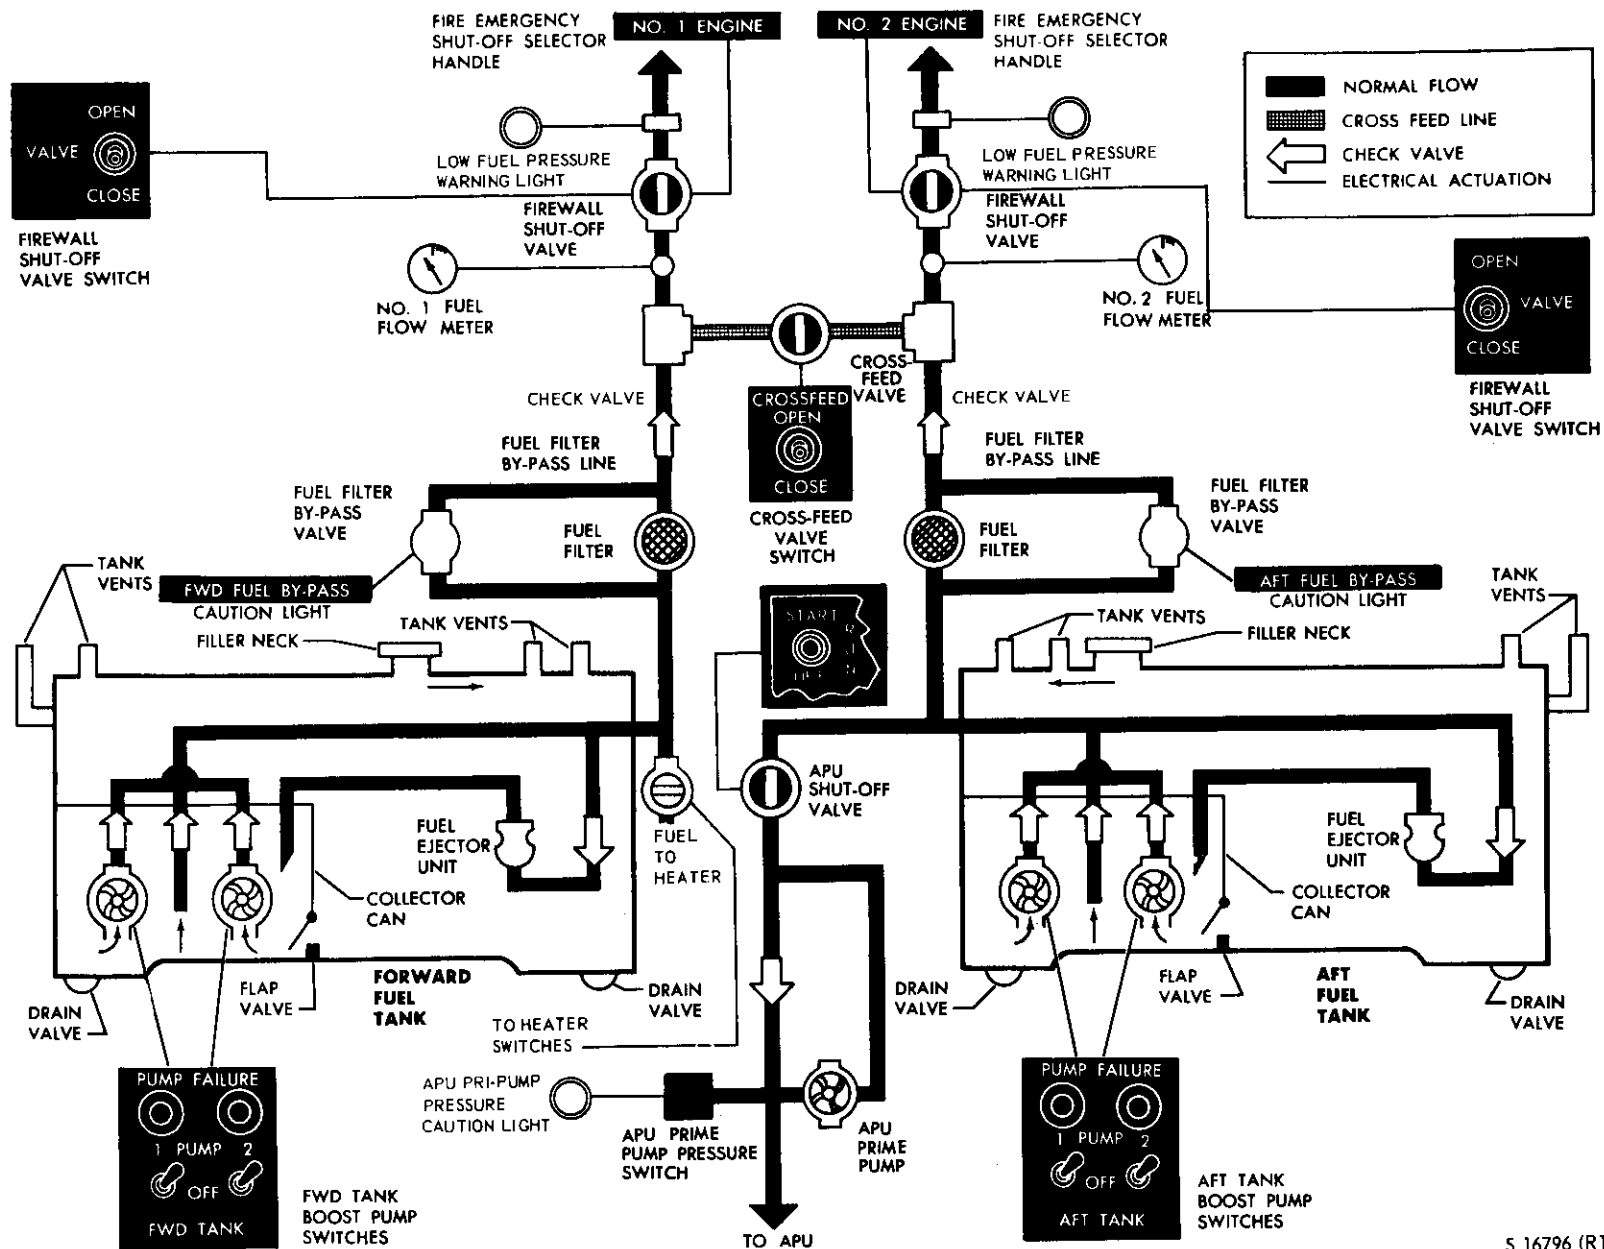 FIRE EMERGENCY
SHUT-OFF SELECTOR
HANDLE
NO. 1 ENGINE
NO. 2 ENGINE
FIRE EMERGENCY
SHUT-OFF SELECTOR
HANDLE
NORMAL FLOW
CROSS FEED LINE
CHECK VALVE
ELECTRICAL ACTUATION
OPEN
VALVE
CLOSE
FIREWALL
SHUT-OFF
VALVE SWITCH
LOW FUEL PRESSURE
WARNING LIGHT
FIREWALL
SHUT-OFF
VALVE
LOW FUEL PRESSURE
WARNING LIGHT
FIREWALL
SHUT-OFF
VALVE
OPEN
VALVE
CLOSE
FIREWALL
SHUT-OFF
VALVE SWITCH
NO. 1 FUEL
FLOW METER
NO. 2 FUEL
FLOW METER
CROSS-
FEED
VALVE
CHECK VALVE
CROSSFEED
OPEN
CLOSE
CROSS-FEED
VALVE
SWITCH
CHECK VALVE
FUEL FILTER
BY-PASS LINE
FUEL FILTER
BY-PASS LINE
FUEL FILTER
BY-PASS
VALVE
FUEL
FILTER
FUEL
FILTER
FUEL FILTER
BY-PASS
VALVE
TANK
VENTS
FWD FUEL BY-PASS
CAUTION LIGHT
AFT FUEL BY-PASS
CAUTION LIGHT
TANK
VENTS
FILLER NECK
TANK VENTS
START
TANK VENTS
FILLER NECK
APU
SHUT-OFF
VALVE
FUEL
EJECTOR
UNIT
FUEL
TO
HEATER
FUEL
EJECTOR
UNIT
COLLECTOR
CAN
COLLECTOR
CAN
DRAIN
VALVE
FLAP
VALVE
FORWARD
FUEL
TANK
DRAIN
VALVE
DRAIN
VALVE
FLAP
VALVE
AFT
FUEL
TANK
DRAIN
VALVE
TO HEATER
SWITCHES
PUMP FAILURE
1 PUMP 2
OFF
FWD TANK
FWD TANK
BOOST PUMP
SWITCHES
APU PRI-PUMP
PRESSURE
CAUTION LIGHT
APU PRIME
PUMP PRESSURE
SWITCH
APU
PRIME
PUMP
PUMP FAILURE
1 PUMP 2
OFF
AFT TANK
AFT TANK
BOOST PUMP
SWITCHES
TO APU
S 16796 (R1